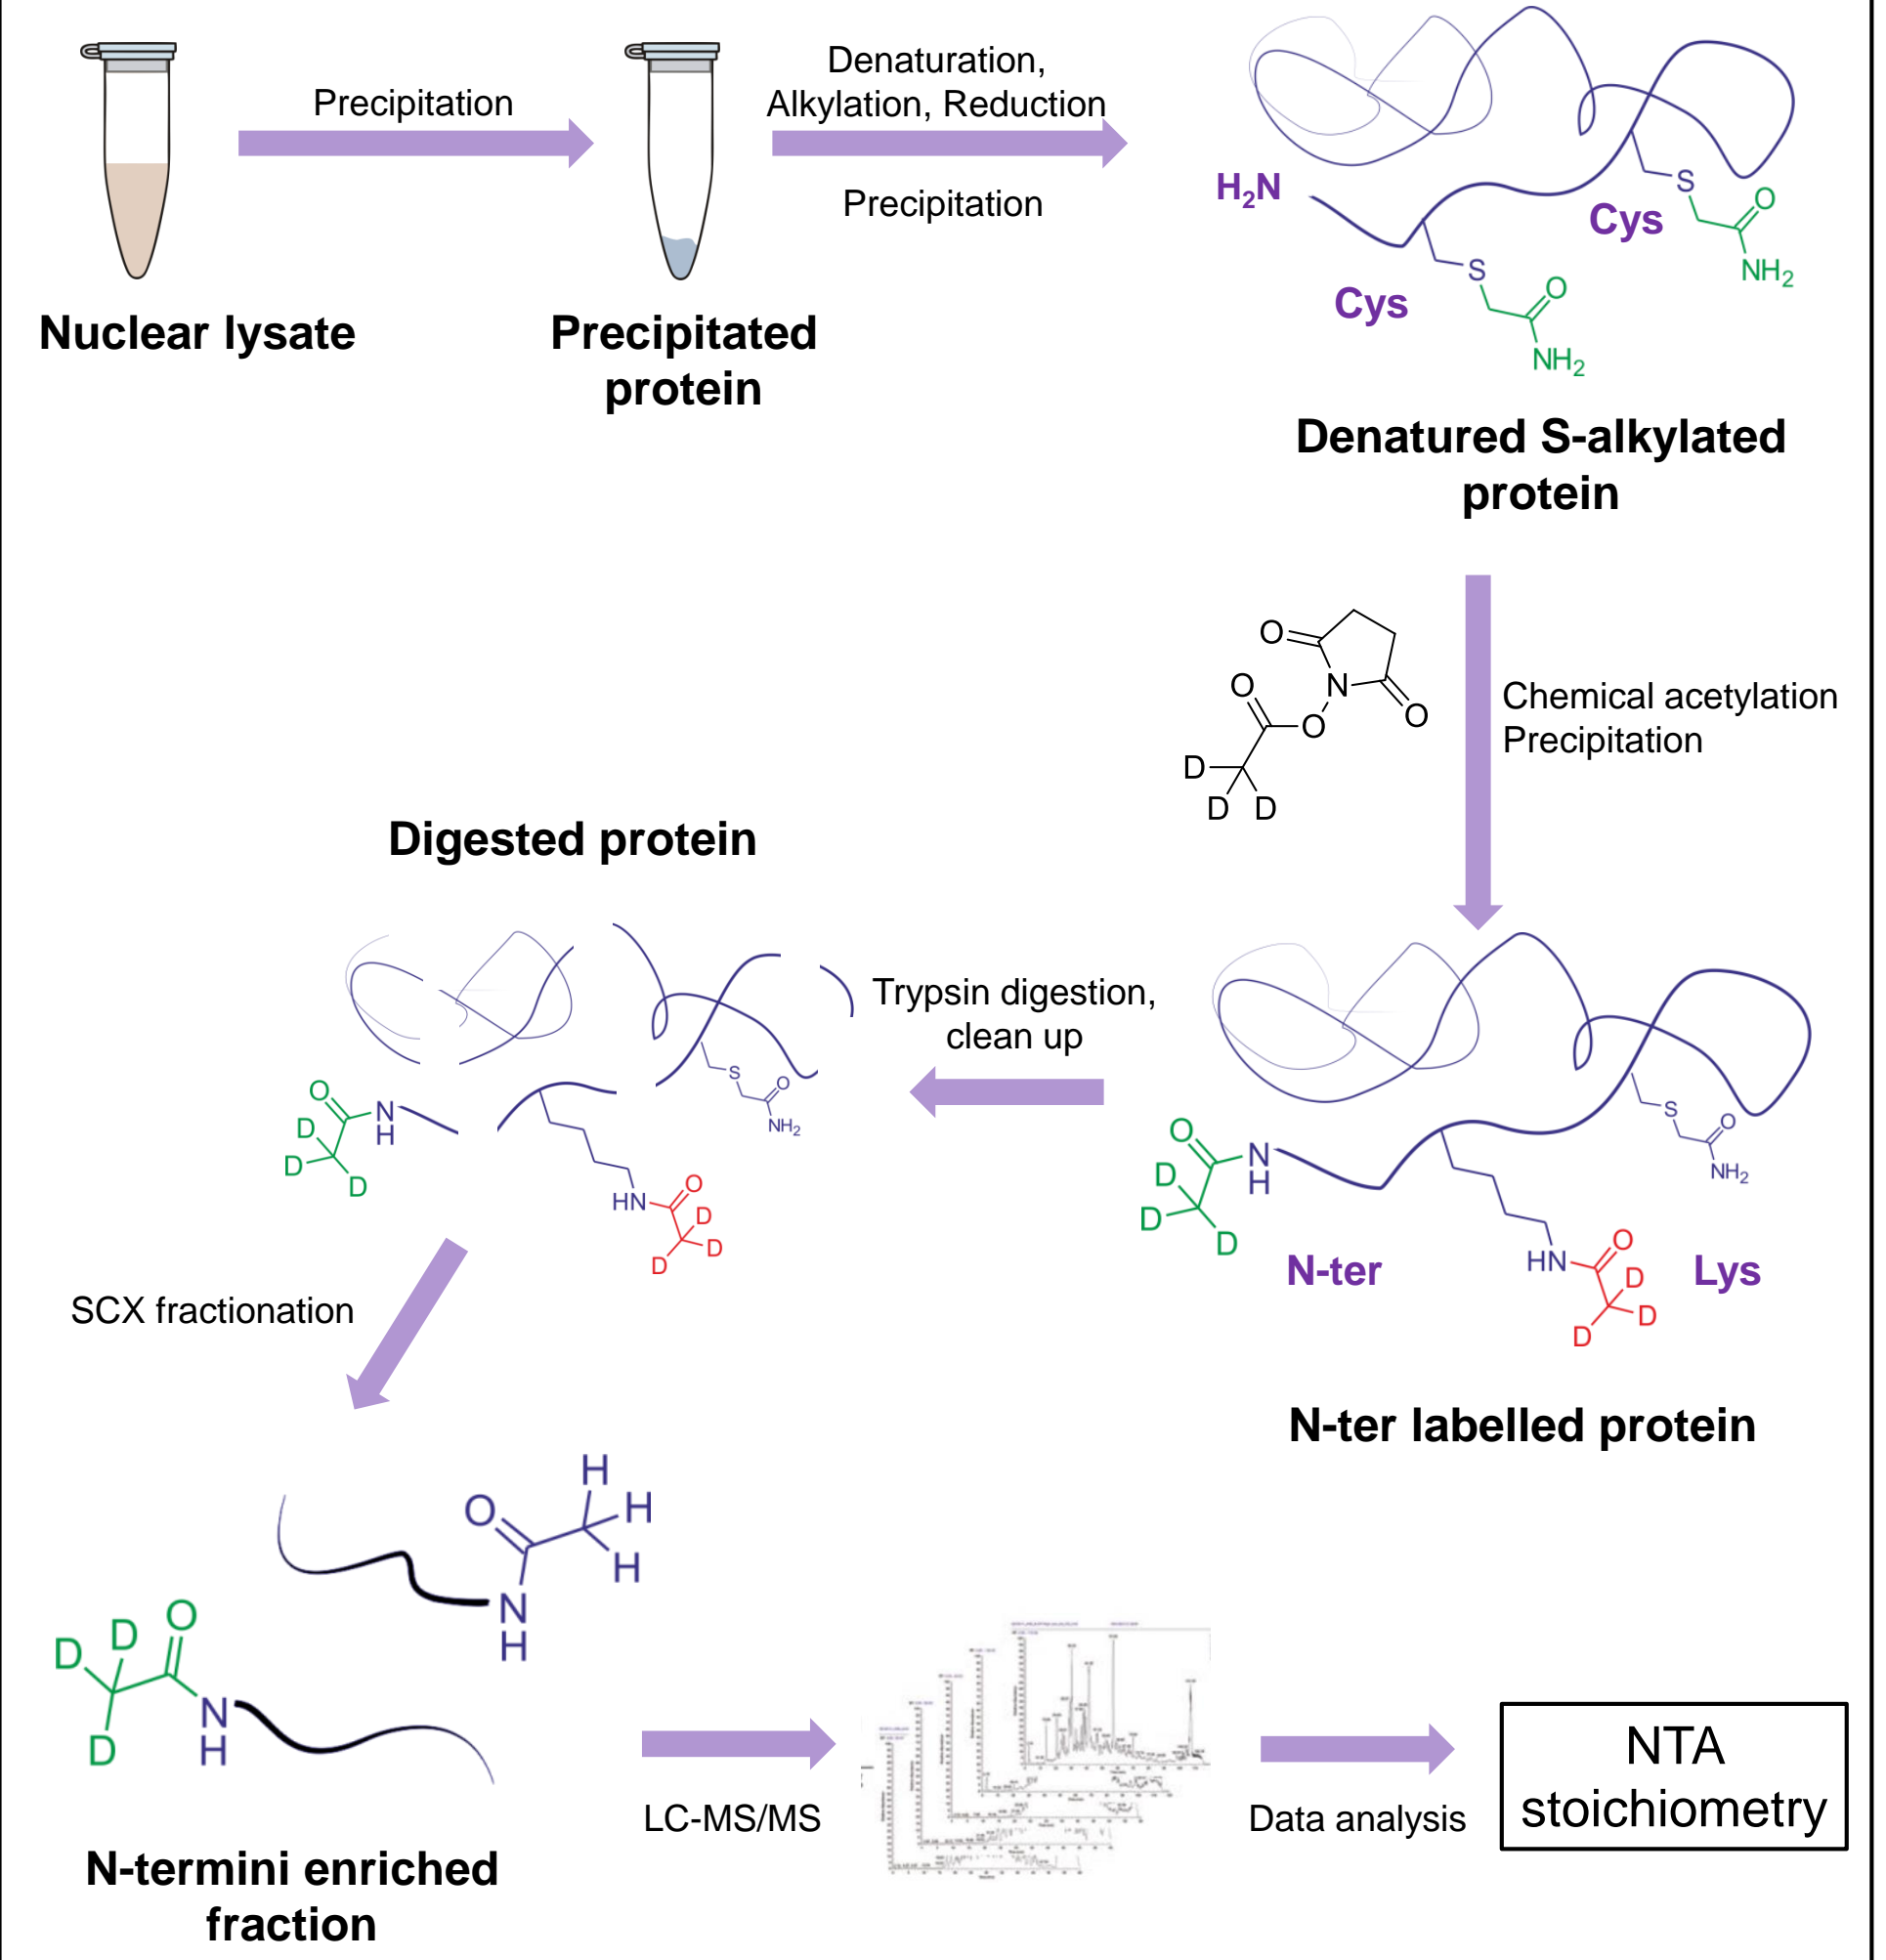 Precipitation
Denaturation,
Alkylation, Reduction
Precipitation
Nuclear lysate
Precipitated
protein
H₂N
Cys
S
O
NH₂
Cys
S
O
NH₂
Denatured S-alkylated
protein
O
N
O
O
O
D
D
D
Chemical acetylation
Precipitation
Digested protein
Trypsin digestion,
clean up
S
O
NH₂
O
N
H
D
D
D
HN
O
D
D
D
S
O
NH₂
O
N
H
D
D
D
N-ter
HN
O
D
D
D
Lys
N-ter labelled protein
SCX fractionation
H
H
H
O
N
H
O
D
D
D
N
H
N-termini enriched
fraction
LC-MS/MS
Data analysis
NTA
stoichiometry